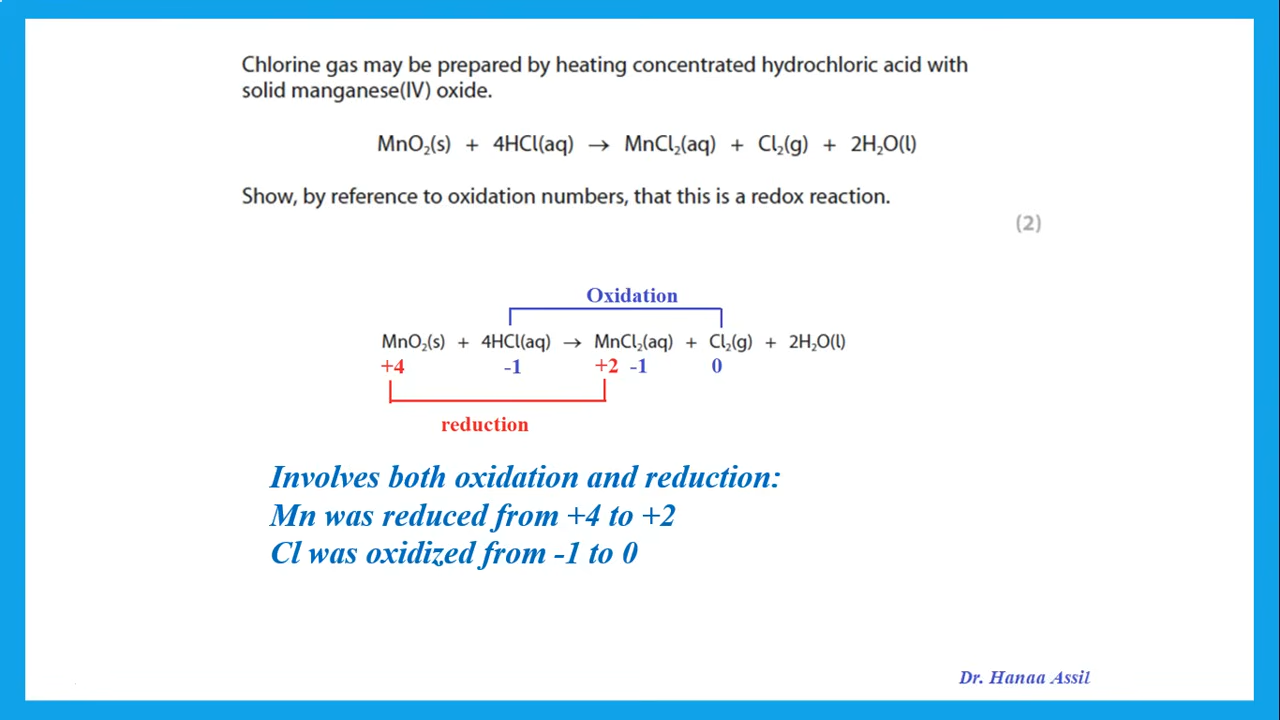 Chlorine gas may be prepared by heating concentrated hydrochloric acid with
solid manganese(IV) oxide.
MnO₂(s) + 4HCl(aq) → MnCl₂(aq) + Cl₂(g) + 2H₂O(l)
Show, by reference to oxidation numbers, that this is a redox reaction.
(2)
Oxidation
MnO₂(s) + 4HCl(aq) → MnCl₂(aq) + Cl₂(g) + 2H₂O(l)
+4 -1 +2 -1 0
reduction
Involves both oxidation and reduction:
Mn was reduced from +4 to +2
Cl was oxidized from -1 to 0
Dr. Hanaa Assil